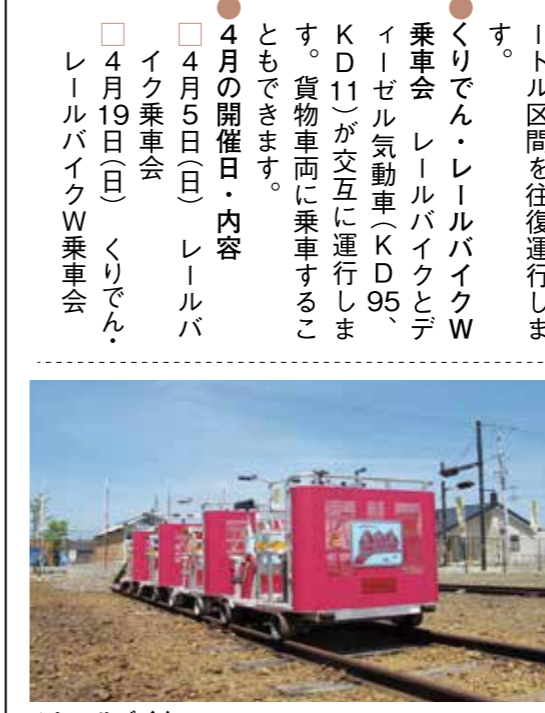 ートル区間を往復運行しま
す。
●くりでん・レールバイクW
乗車会 レールバイクとデ
ィーゼル気動車(KD95、
KD11)が交互に運行しま
す。貨物車両に乗車するこ
ともできます。
●4月の開催日・内容
□4月5日(日) レールバ
イク乗車会
□4月19日(日) くりでん・
レールバイクW乗車会